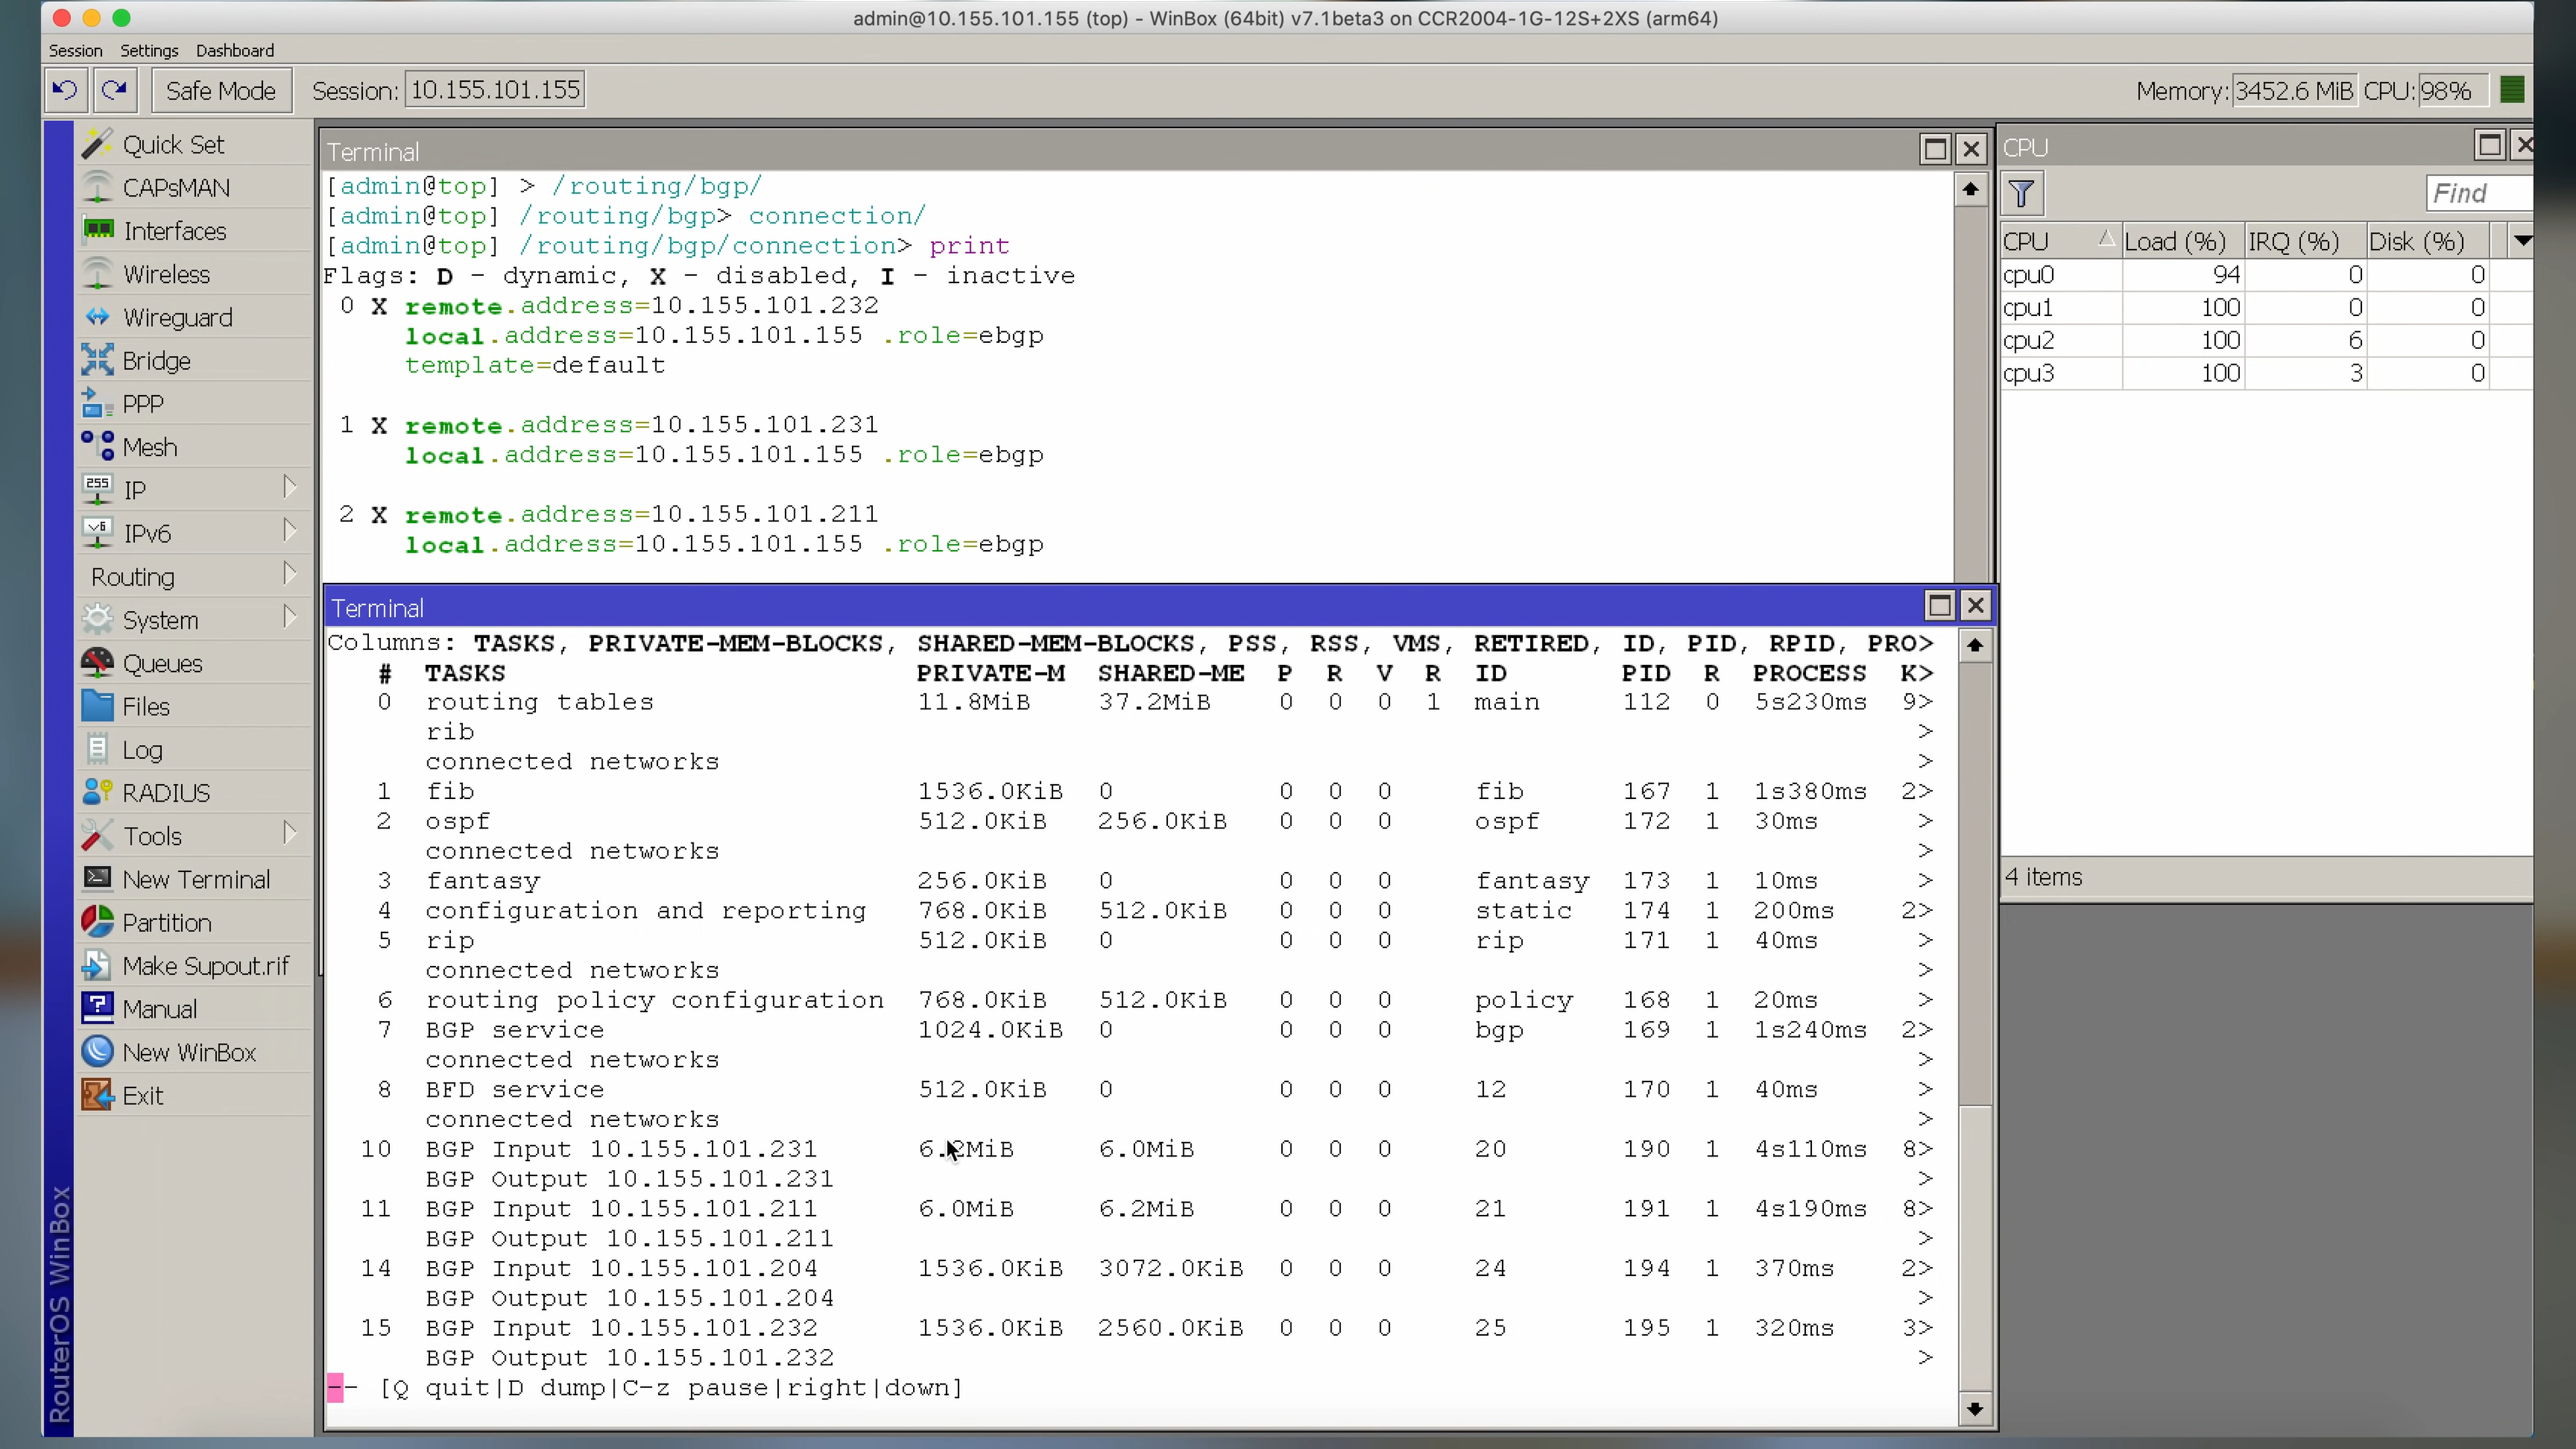 admin@10.155.101.155 (top) - WinBox (64bit) v7.1beta3 on CCR2004-1G-12S+2XS (arm64)
Session Settings Dashboard
Safe Mode Session: 10.155.101.155 Memory: 3452.6 MiB CPU: 98%
Quick Set
CAPsMAN
Interfaces
Wireless
Wireguard
Bridge
PPP
Mesh
255 IP
v6 IPv6
Routing
System
Queues
Files
Log
RADIUS
Tools
New Terminal
Partition
Make Supout.rif
Manual
New WinBox
Exit
RouterOS WinBox
Terminal
[admin@top] > /routing/bgp/
[admin@top] /routing/bgp> connection/
[admin@top] /routing/bgp/connection> print
Flags: D - dynamic, X - disabled, I - inactive
0 X remote.address=10.155.101.232
local.address=10.155.101.155 .role=ebgp
template=default
1 X remote.address=10.155.101.231
local.address=10.155.101.155 .role=ebgp
2 X remote.address=10.155.101.211
local.address=10.155.101.155 .role=ebgp
Terminal
Columns: TASKS, PRIVATE-MEM-BLOCKS, SHARED-MEM-BLOCKS, PSS, RSS, VMS, RETIRED, ID, PID, RPID, PRO>
# TASKS PRIVATE-M SHARED-ME P R V R ID PID R PROCESS K>
0 routing tables 11.8MiB 37.2MiB 0 0 0 1 main 112 0 5s230ms 9>
rib >
connected networks >
1 fib 1536.0KiB 0 0 0 0 fib 167 1 1s380ms 2>
2 ospf 512.0KiB 256.0KiB 0 0 0 ospf 172 1 30ms >
connected networks >
3 fantasy 256.0KiB 0 0 0 0 fantasy 173 1 10ms >
4 configuration and reporting 768.0KiB 512.0KiB 0 0 0 static 174 1 200ms 2>
5 rip 512.0KiB 0 0 0 0 rip 171 1 40ms >
connected networks >
6 routing policy configuration 768.0KiB 512.0KiB 0 0 0 policy 168 1 20ms >
7 BGP service 1024.0KiB 0 0 0 0 bgp 169 1 1s240ms 2>
connected networks >
8 BFD service 512.0KiB 0 0 0 0 12 170 1 40ms >
connected networks >
10 BGP Input 10.155.101.231 6.2MiB 6.0MiB 0 0 0 20 190 1 4s110ms 8>
BGP Output 10.155.101.231 >
11 BGP Input 10.155.101.211 6.0MiB 6.2MiB 0 0 0 21 191 1 4s190ms 8>
BGP Output 10.155.101.211 >
14 BGP Input 10.155.101.204 1536.0KiB 3072.0KiB 0 0 0 24 194 1 370ms 2>
BGP Output 10.155.101.204 >
15 BGP Input 10.155.101.232 1536.0KiB 2560.0KiB 0 0 0 25 195 1 320ms 3>
BGP Output 10.155.101.232 >
-- [Q quit|D dump|C-z pause|right|down]
CPU
Find
CPU Load (%) IRQ (%) Disk (%)
cpu0 94 0 0
cpu1 100 0 0
cpu2 100 6 0
cpu3 100 3 0
4 items